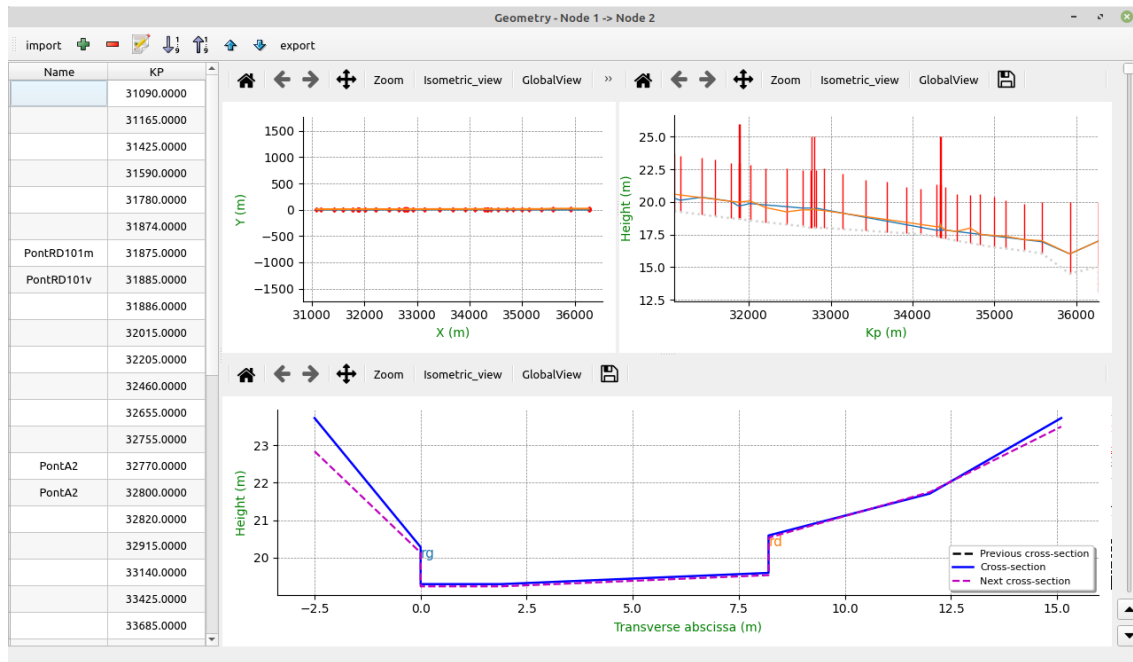 Geometry - Node 1 -> Node 2
import
export
Name KP
31090.0000
31165.0000
31425.0000
31590.0000
31780.0000
31874.0000
PontRD101m 31875.0000
PontRD101v 31885.0000
31886.0000
32015.0000
32205.0000
32460.0000
32655.0000
32755.0000
PontA2 32770.0000
PontA2 32800.0000
32820.0000
32915.0000
33140.0000
33425.0000
33685.0000
Zoom Isometric_view GlobalView »
1500
1000
500
0
−500
−1000
−1500
Y (m)
31000 32000 33000 34000 35000 36000
X (m)
Zoom Isometric_view GlobalView
25.0
22.5
20.0
17.5
15.0
12.5
Height (m)
32000 33000 34000 35000 36000
Kp (m)
Zoom Isometric_view GlobalView
23
22
21
20
Height (m)
rg
rd
Previous cross-section
Cross-section
Next cross-section
−2.5 0.0 2.5 5.0 7.5 10.0 12.5 15.0
Transverse abscissa (m)